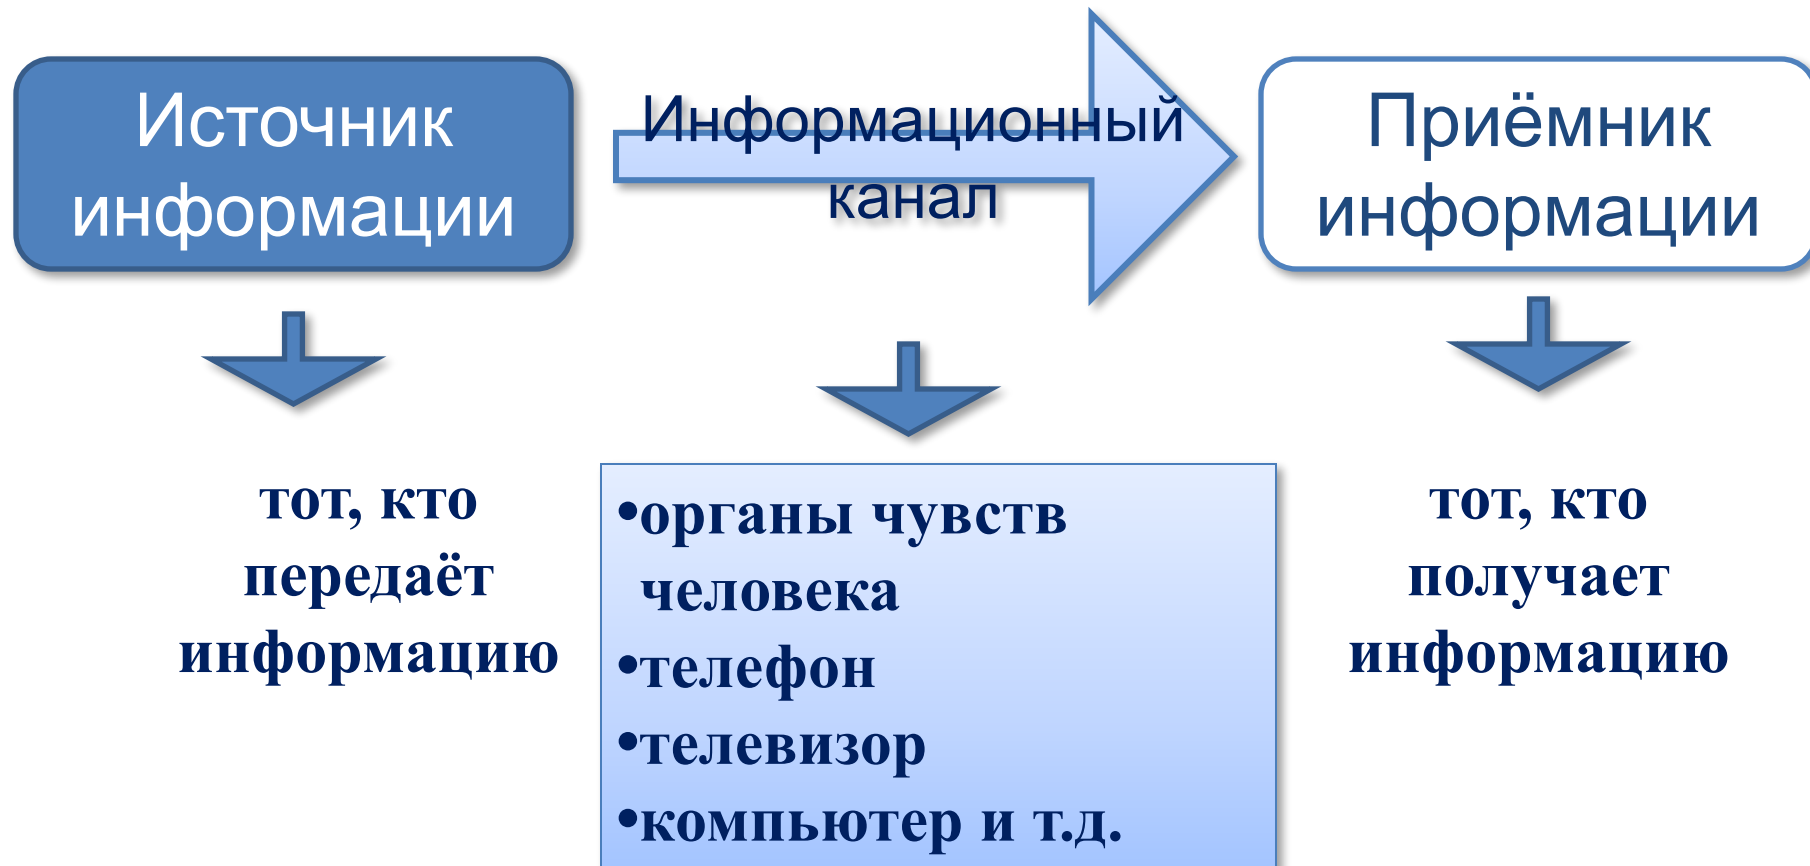 Источник
информации
Информационный
канал
Приёмник
информации
тот, кто
передаёт
информацию
•органы чувств
человека
•телефон
•телевизор
•компьютер и т.д.
тот, кто
получает
информацию